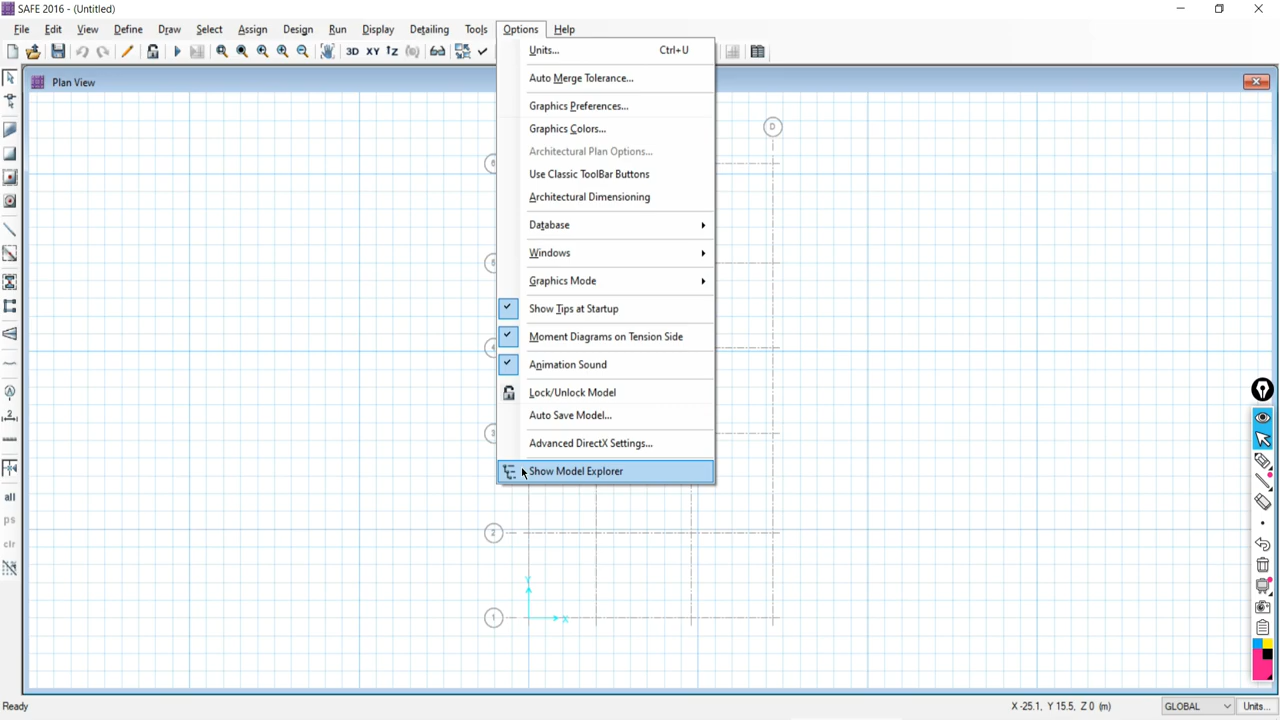 SAFE 2016 - (Untitled)
File Edit View Define Draw Select Assign Design Run Display Detailing Tools Options Help
3D XY
Plan View
Units... Ctrl+U
Auto Merge Tolerance...
Graphics Preferences...
Graphics Colors...
Architectural Plan Options...
Use Classic ToolBar Buttons
Architectural Dimensioning
Database
Windows
Graphics Mode
Show Tips at Startup
Moment Diagrams on Tension Side
Animation Sound
Lock/Unlock Model
Auto Save Model...
Advanced DirectX Settings...
Show Model Explorer
D
6
5
4
3
2
1
Y
X
all
ps
clr
Ready
X -25.1, Y 15.5, Z 0 (m)
GLOBAL
Units...